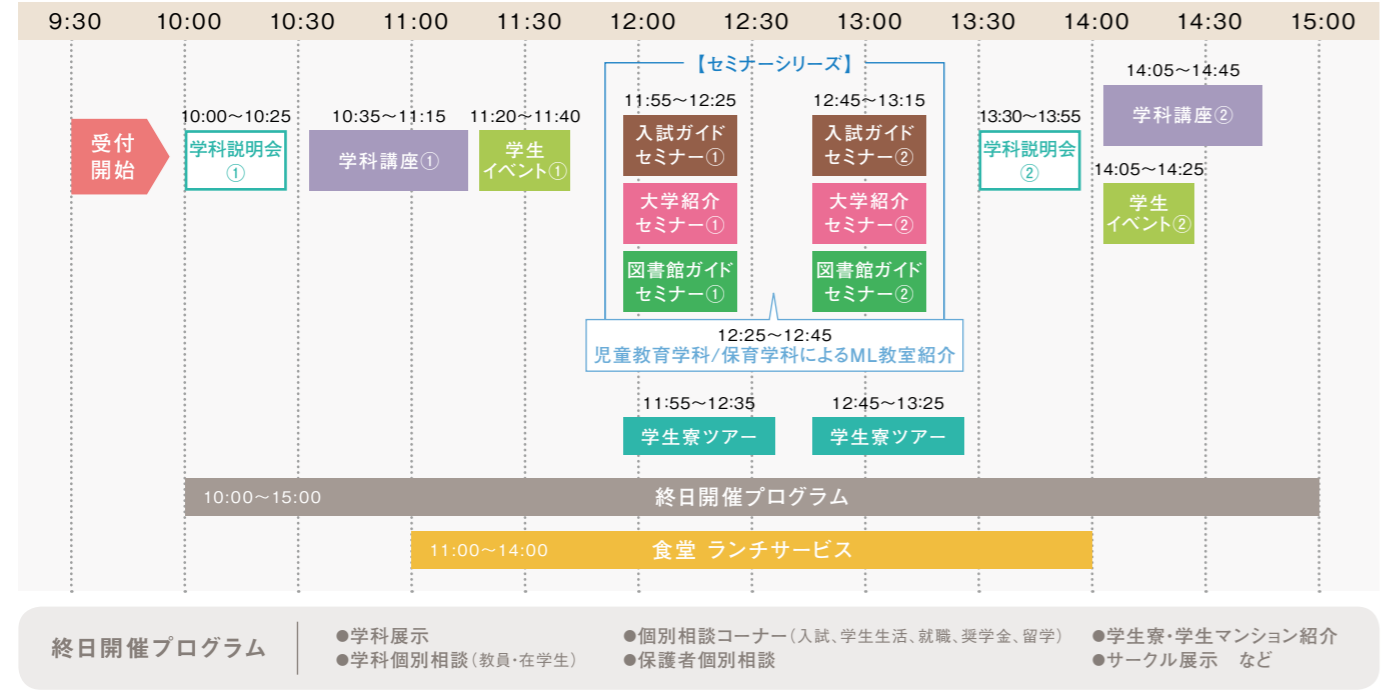 9:30 10:00 10:30 11:00 11:30 12:00 12:30 13:00 13:30 14:00 14:30 15:00
受付
開始
10:00～10:25
学科説明会
①
10:35～11:15
学科講座①
11:20～11:40
学生
イベント①
【セミナーシリーズ】
11:55～12:25
入試ガイド
セミナー①
大学紹介
セミナー①
図書館ガイド
セミナー①
12:45～13:15
入試ガイド
セミナー②
大学紹介
セミナー②
図書館ガイド
セミナー②
12:25～12:45
児童教育学科/保育学科によるML教室紹介
13:30～13:55
学科説明会
②
14:05～14:45
学科講座②
14:05～14:25
学生
イベント②
11:55～12:35
学生寮ツアー
12:45～13:25
学生寮ツアー
10:00～15:00 終日開催プログラム
11:00～14:00 食堂 ランチサービス
終日開催プログラム
●学科展示
●学科個別相談（教員・在学生）
●個別相談コーナー（入試、学生生活、就職、奨学金、留学）
●保護者個別相談
●学生寮・学生マンション紹介
●サークル展示　など